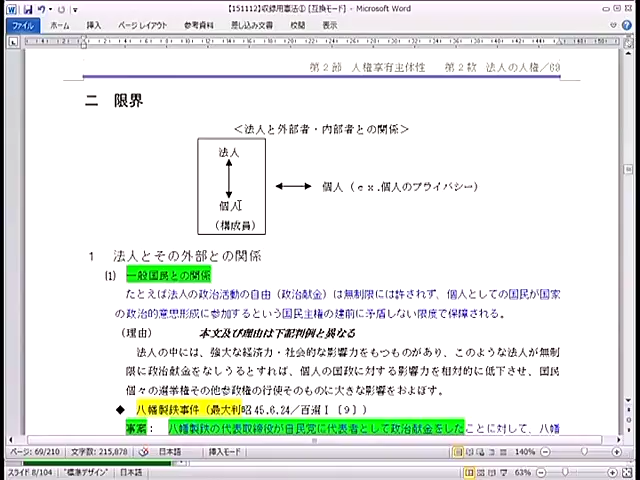 【151112】収録用憲法① [互換モード] - Microsoft Word
ファイル ホーム 挿入 ページ レイアウト 参考資料 差し込み文書 校閲 表示
第2節 人権享有主体性 第2款 法人の人権／69
二 限界
＜法人と外部者・内部者との関係＞
法人
個人
（構成員）
個人（ｅｘ.個人のプライバシー）
1 法人とその外部との関係
(1) 一般国民との関係
たとえば法人の政治活動の自由（政治献金）は無制限には許されず、個人としての国民が国家
の政治的意思形成に参加するという国民主権の建前に矛盾しない限度で保障される。
（理由） 本文及び理由は下記判例と異なる
法人の中には、強大な経済力・社会的な影響力をもつものがあり、このような法人が無制
限に政治献金をなしうるとすれば、個人の国政に対する影響力を相対的に低下させ、国民
個々の選挙権その他参政権の行使そのものに大きな影響をおよぼす。
◆ 八幡製鉄事件（最大判昭45.6.24／百選Ⅰ〔9〕）
事案： 八幡製鉄の代表取締役が自民党に代表者として政治献金をしたことに対して、八幡
ページ: 69/210 文字数: 215,878 日本語 挿入モード 140%
スライド 8/104 "標準デザイン" 日本語 63%